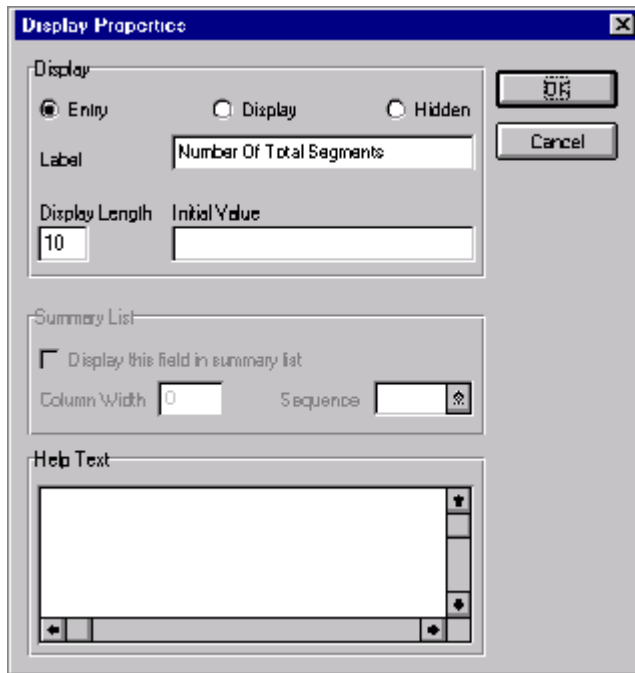 Display Properties
Display
Entry Display Hidden
OK
Cancel
Label Number Of Total Segments
Display Length Initial Value
10
Summary List
Display this field in summary list
Column Width 0 Sequence
Help Text